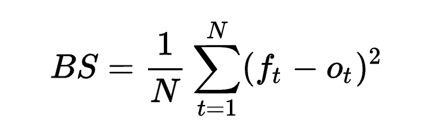 BS = \frac{1}{N} \sum_{t=1}^{N} (f_t - o_t)^2